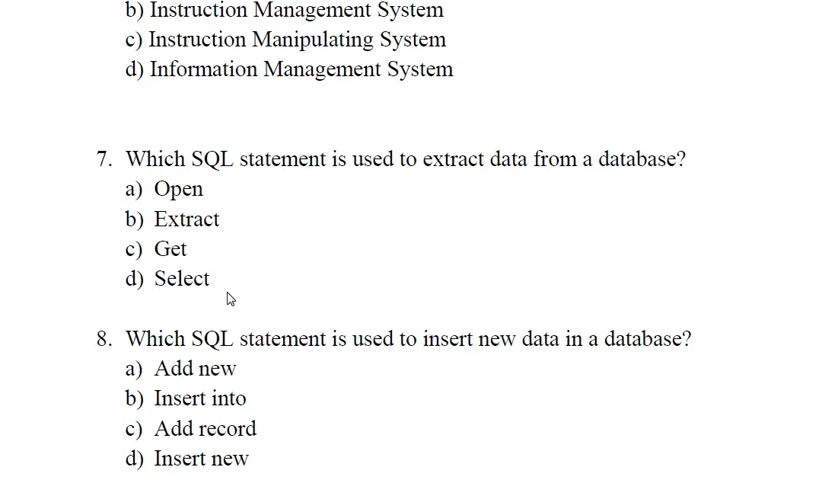 b) Instruction Management System
c) Instruction Manipulating System
d) Information Management System
7. Which SQL statement is used to extract data from a database?
a) Open
b) Extract
c) Get
d) Select
8. Which SQL statement is used to insert new data in a database?
a) Add new
b) Insert into
c) Add record
d) Insert new